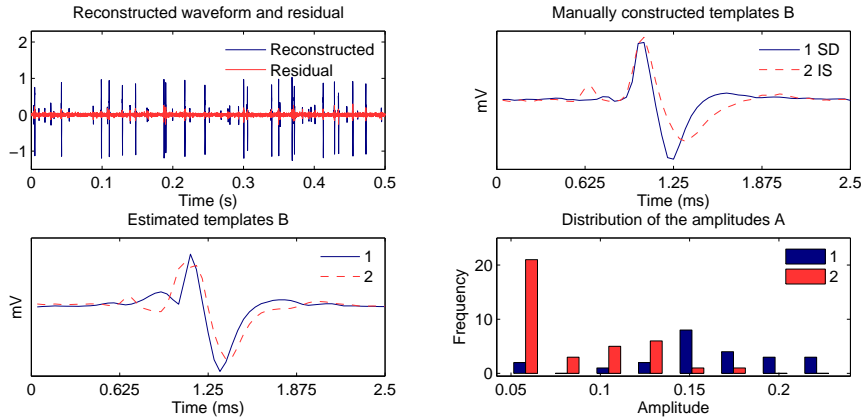 Reconstructed waveform and residual
2
1
0
−1
Reconstructed
Residual
0
0.1
0.2
0.3
0.4
0.5
Time (s)
Manually constructed templates B
mV
1 SD
2 IS
0
0.625
1.25
1.875
2.5
Time (ms)
Estimated templates B
mV
1
2
0
0.625
1.25
1.875
2.5
Time (ms)
Distribution of the amplitudes A
Frequency
20
10
0
1
2
0.05
0.1
0.15
0.2
Amplitude